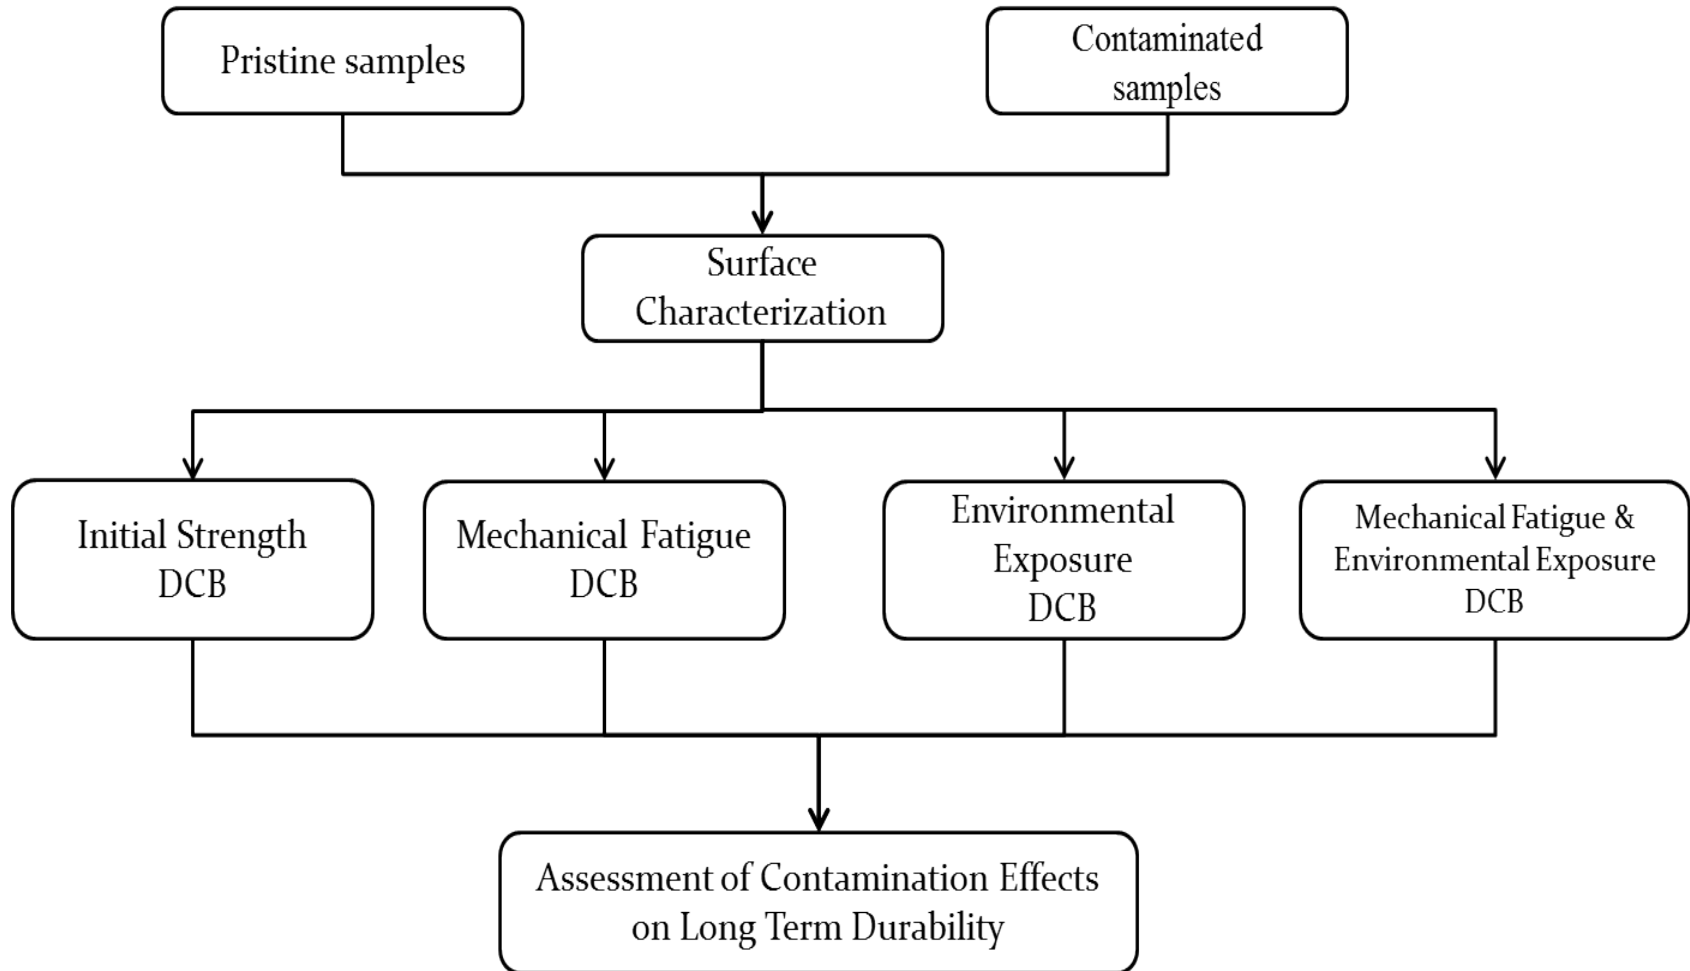 Pristine samples
Contaminated
samples
Surface
Characterization
Initial Strength
DCB
Mechanical Fatigue
DCB
Environmental
Exposure
DCB
Mechanical Fatigue &
Environmental Exposure
DCB
Assessment of Contamination Effects
on Long Term Durability